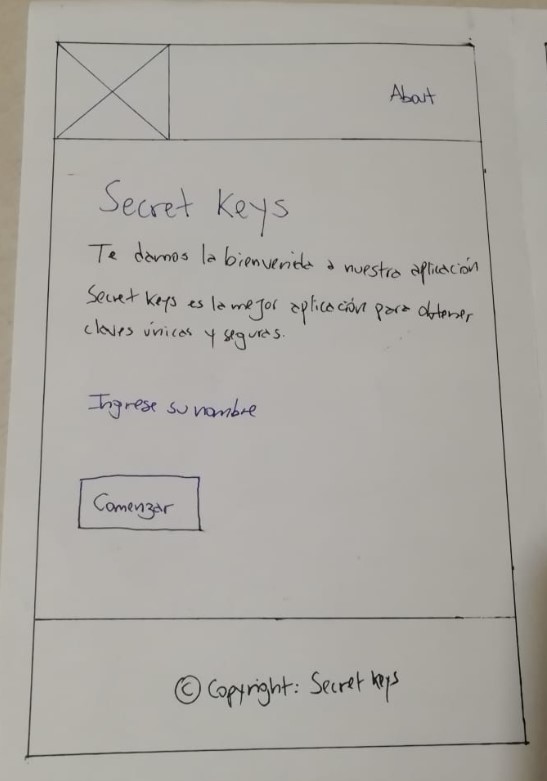 About
Secret Keys
Te damos la bienvenida a nuestra aplicación
Secret Keys es la mejor aplicación para obtener
claves únicas y seguras.
Ingrese su nombre
Comenzar
© Copyright: Secret keys